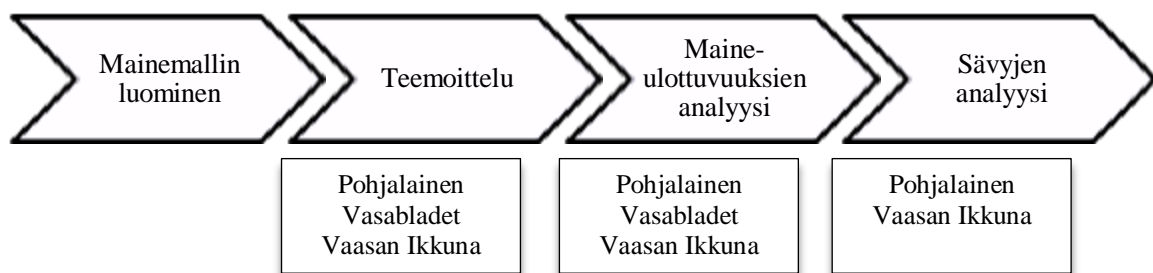 Mainemallin
luominen
Teemoittelu
Maine-
ulottuvuuksien
analyysi
Sävyjen
analyysi
Pohjalainen
Vasabladet
Vaasan Ikkuna
Pohjalainen
Vasabladet
Vaasan Ikkuna
Pohjalainen
Vaasan Ikkuna